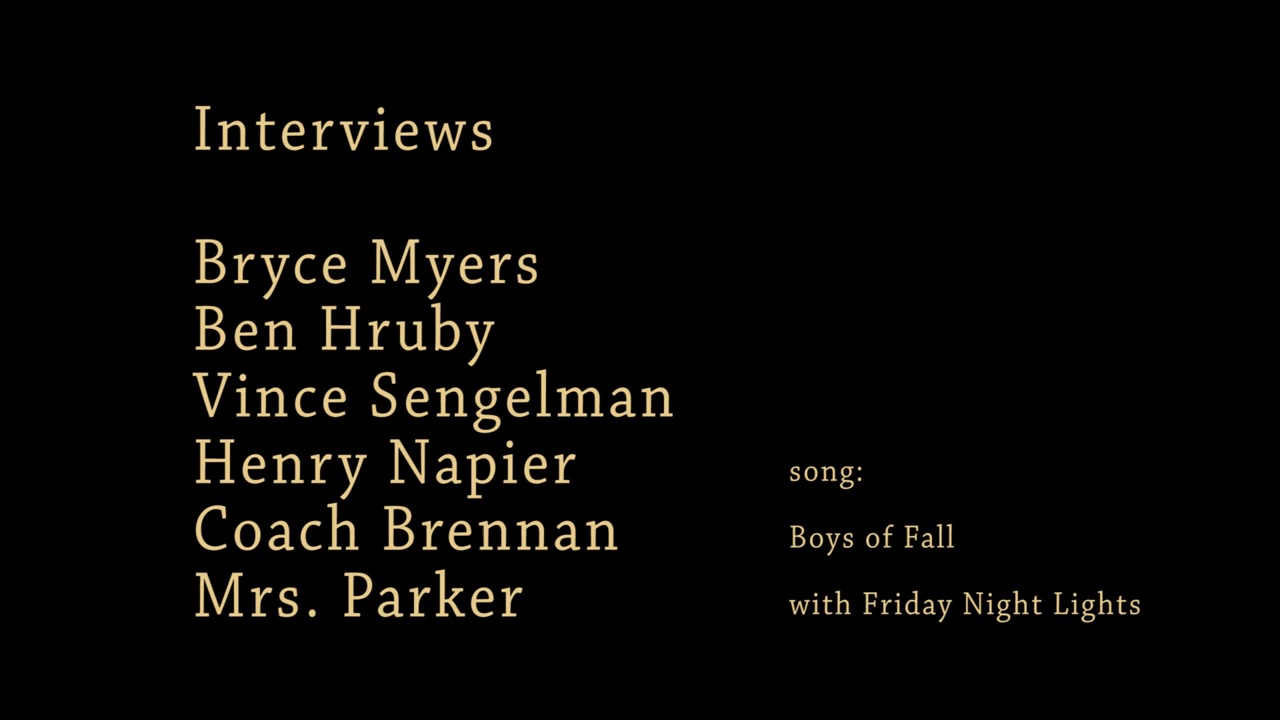 Interviews
Bryce Myers
Ben Hruby
Vince Sengelman
Henry Napier
Coach Brennan
Mrs. Parker
song:
Boys of Fall
with Friday Night Lights